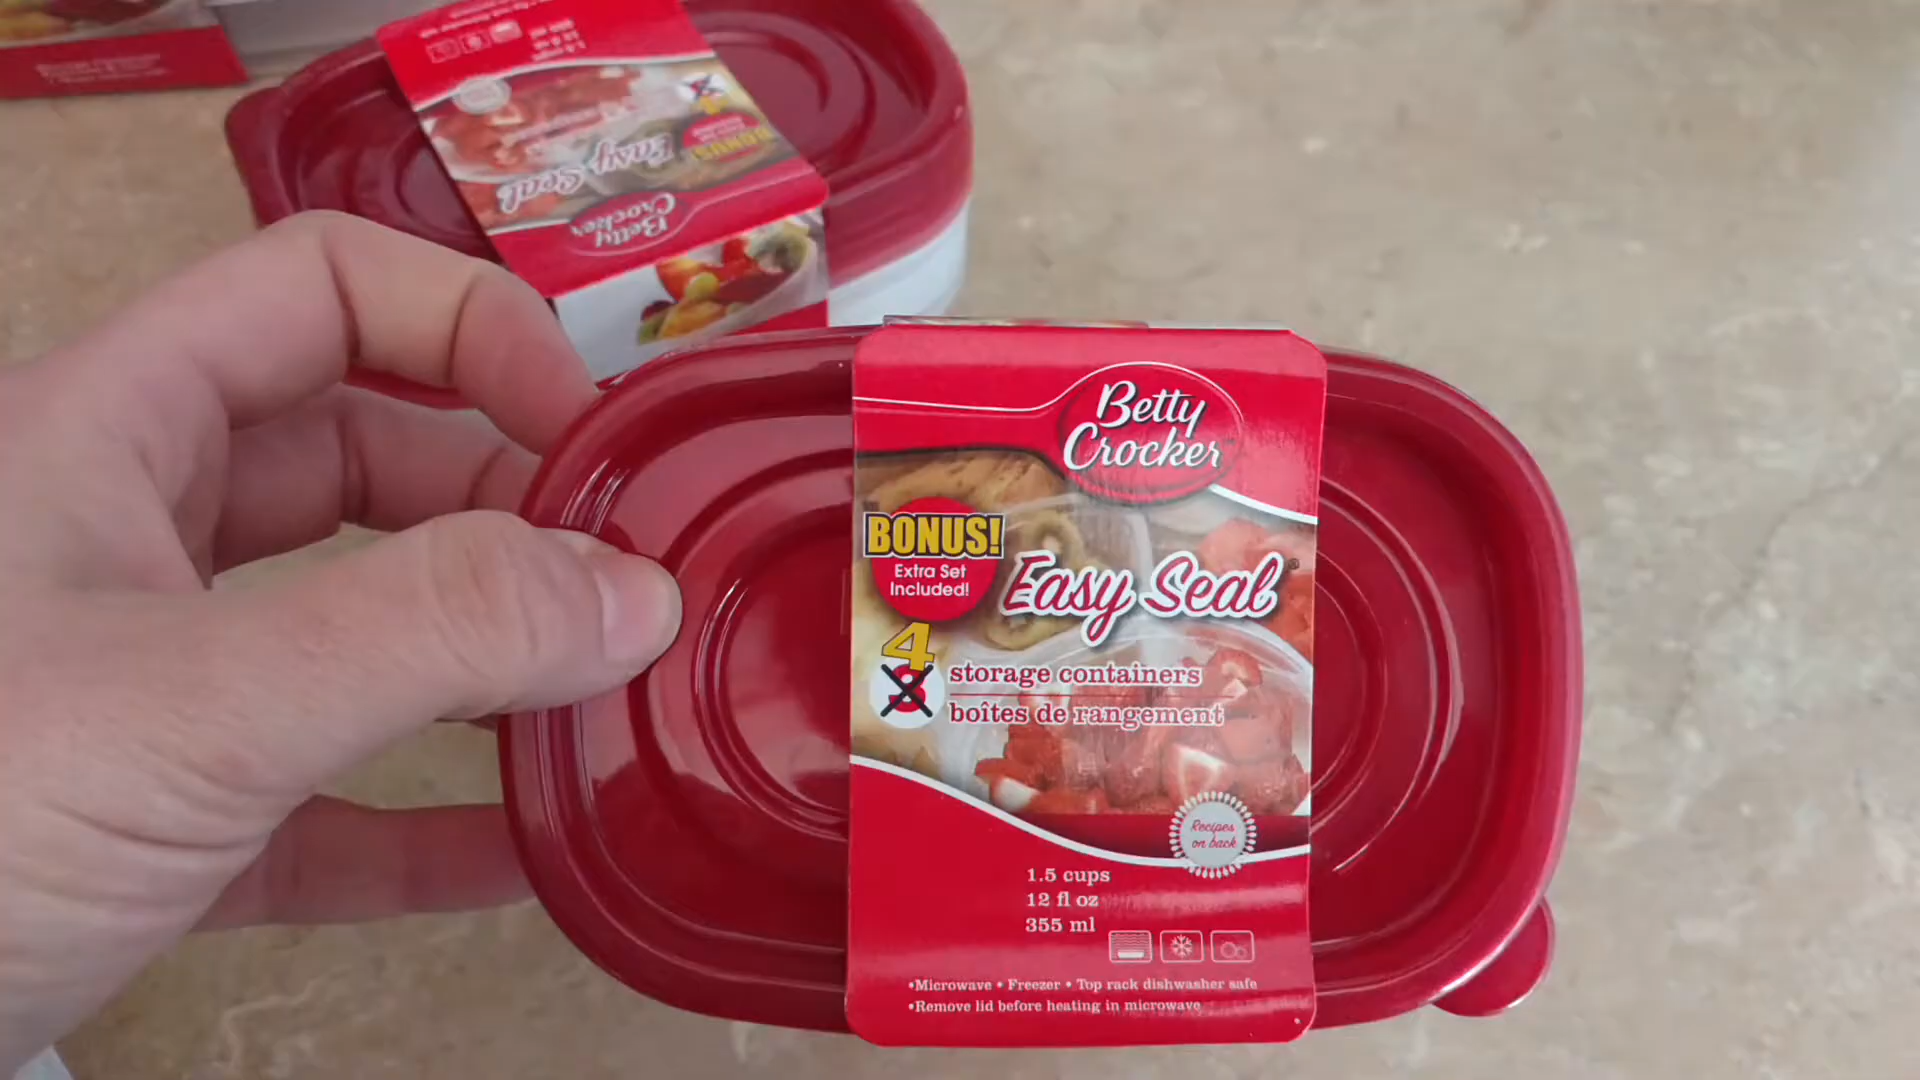 Betty
Crocker
BONUS!
Extra Set
Included!
Easy Seal®
4
3
storage containers
boîtes de rangement
Recipes
on back
1.5 cups
12 fl oz
355 ml
•Microwave • Freezer • Top rack dishwasher safe
•Remove lid before heating in microwave
Betty
Crocker
Easy Seal
BONUS!